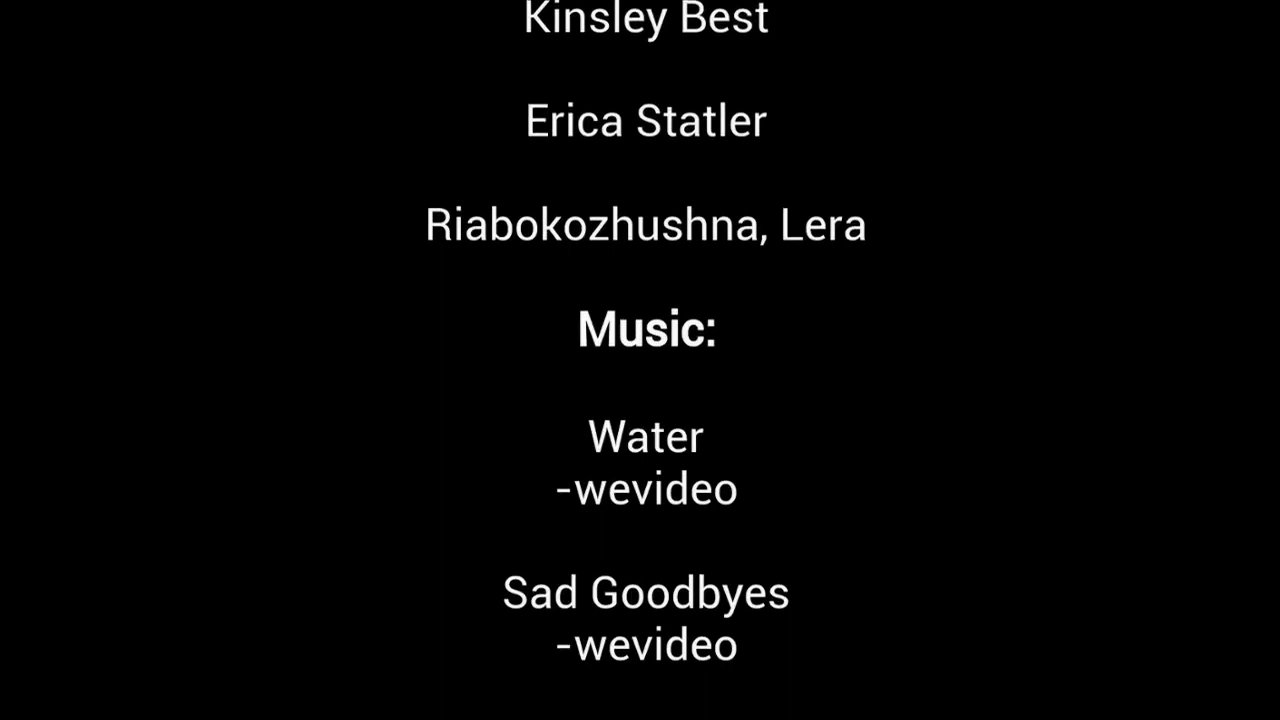 Kinsley Best
Erica Statler
Riabokozhushna, Lera
Music:
Water
-wevideo
Sad Goodbyes
-wevideo